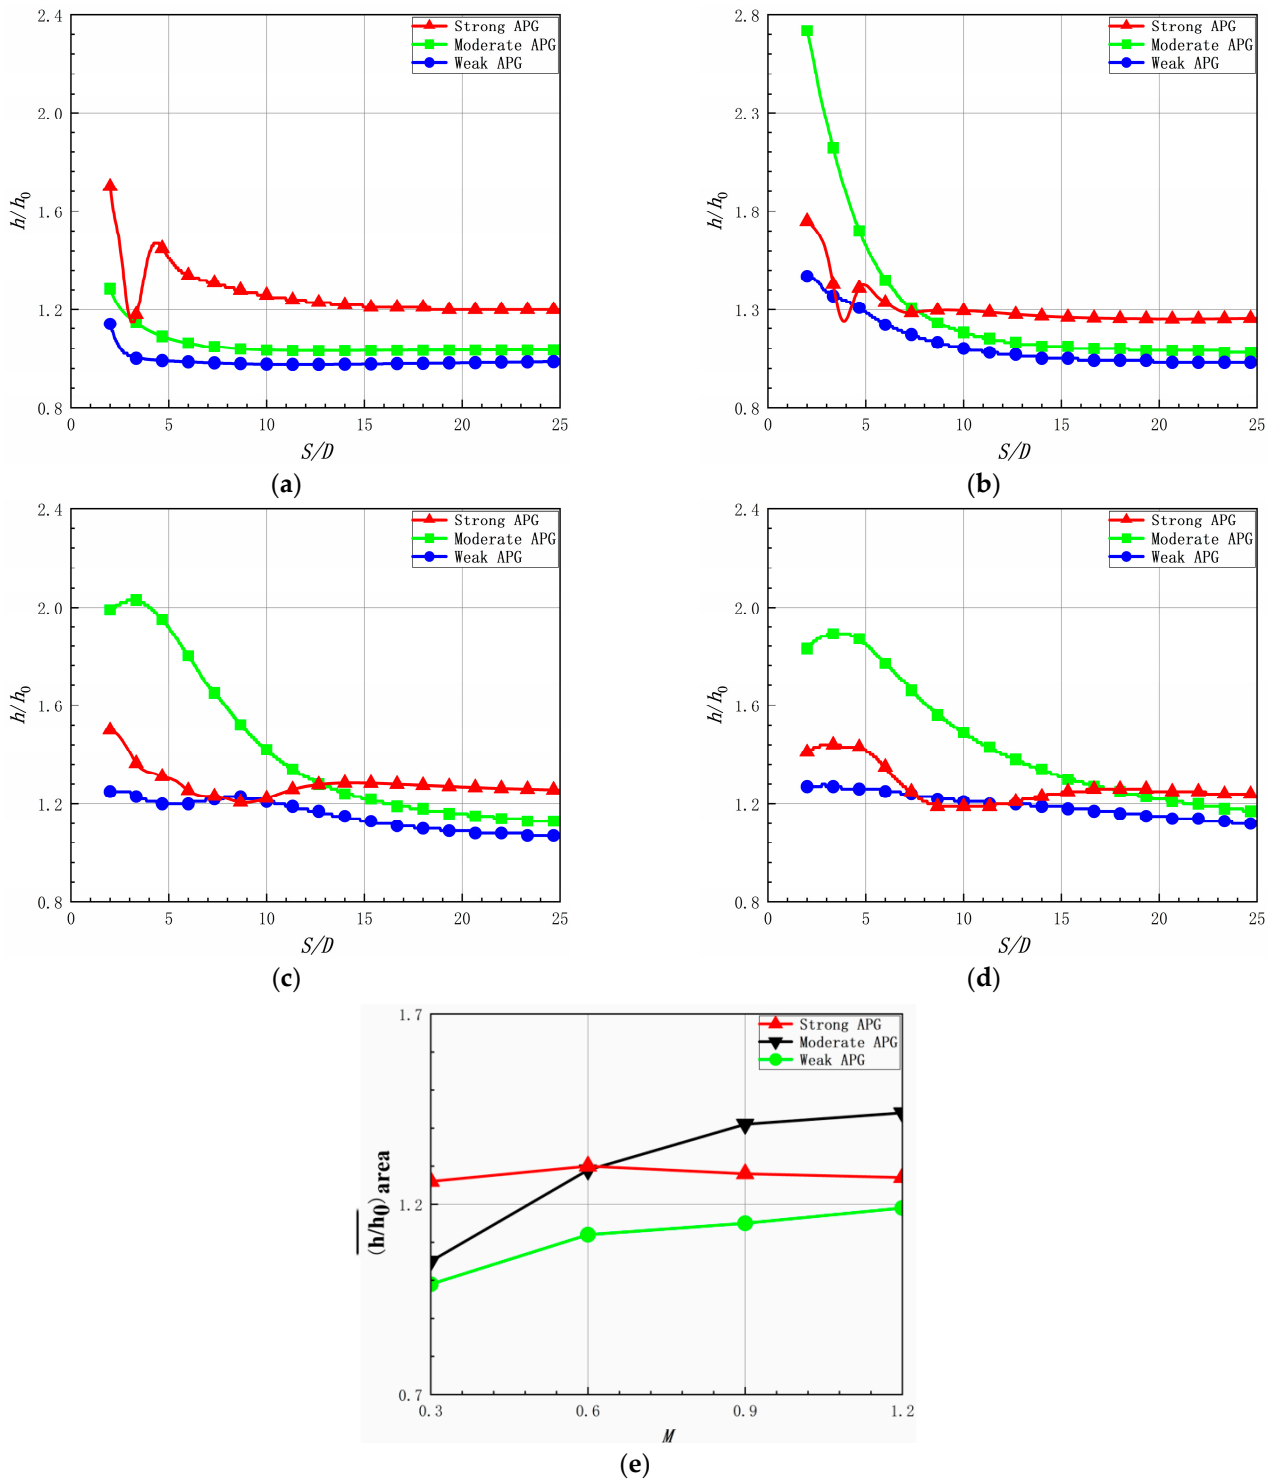 2.4
2.0
1.6
1.2
0.8
h/h0
Strong APG
Moderate APG
Weak APG
0 5 10 15 20 25
S/D
(a)
2.8
2.3
1.8
1.3
0.8
h/h0
Strong APG
Moderate APG
Weak APG
0 5 10 15 20 25
S/D
(b)
2.4
2.0
1.6
1.2
0.8
h/h0
Strong APG
Moderate APG
Weak APG
0 5 10 15 20 25
S/D
(c)
2.4
2.0
1.6
1.2
0.8
h/h0
Strong APG
Moderate APG
Weak APG
0 5 10 15 20 25
S/D
(d)
1.7
1.2
0.7
(h/h0) area
Strong APG
Moderate APG
Weak APG
0.3 0.6 0.9 1.2
M
(e)